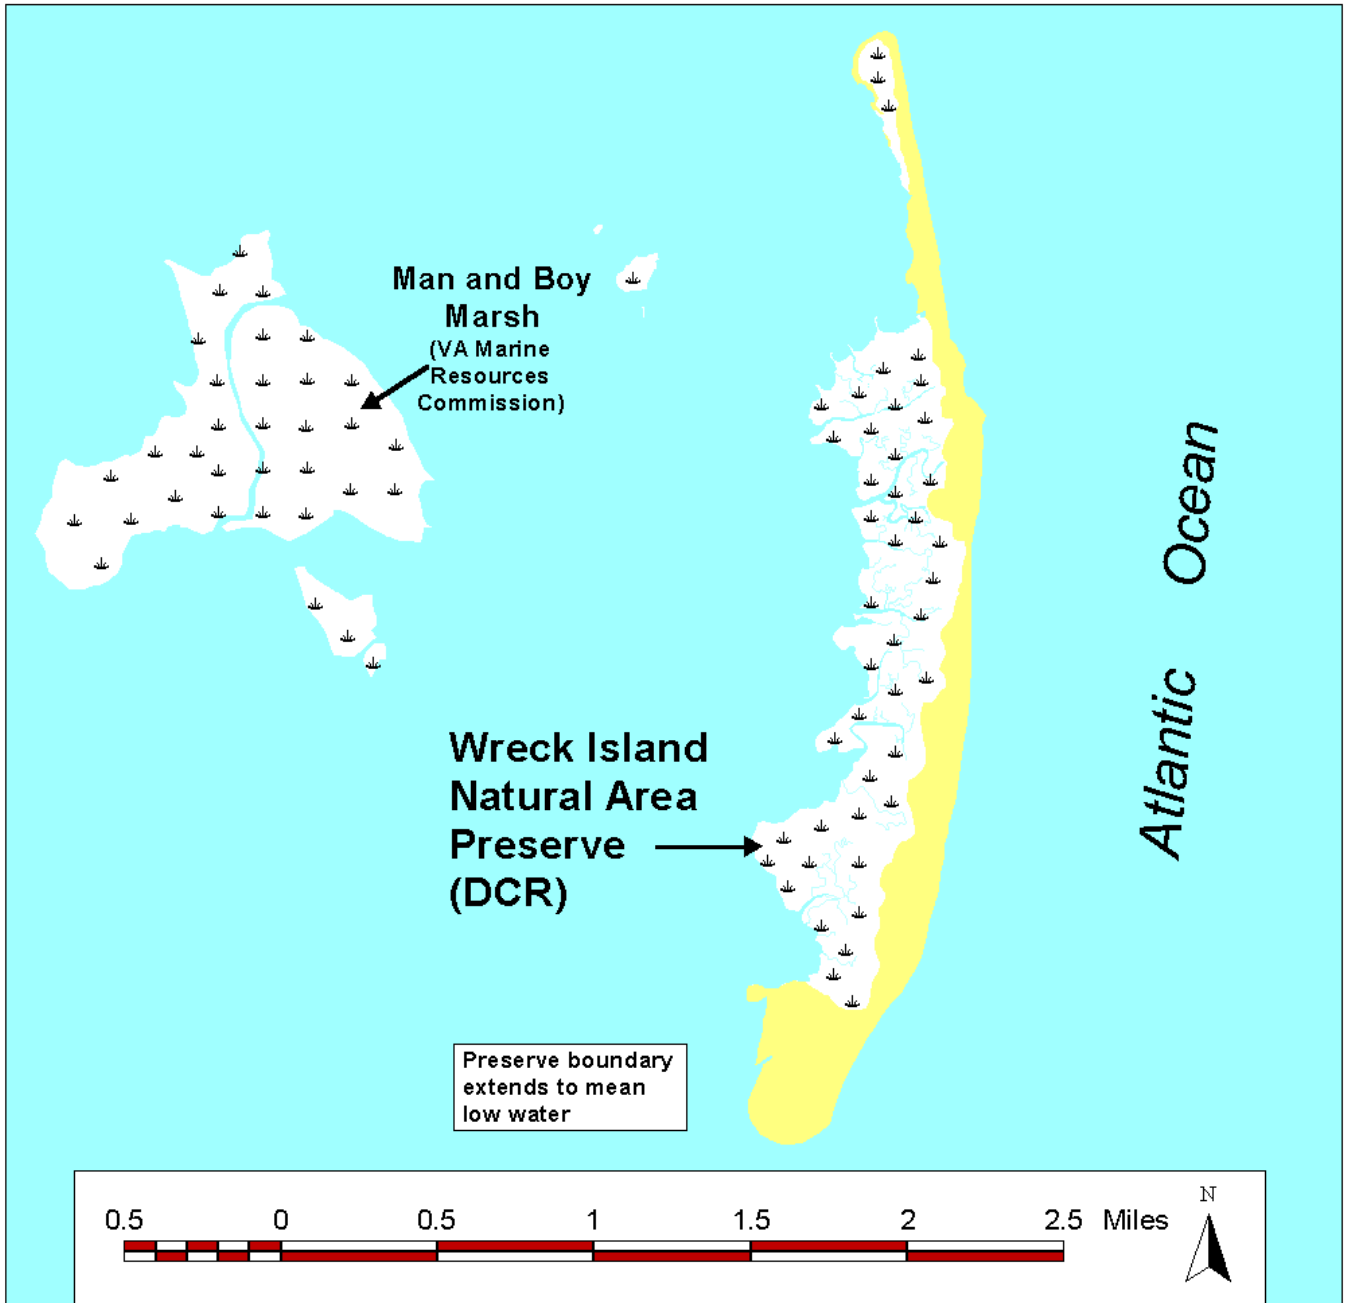 Man and Boy
Marsh
(VA Marine
Resources
Commission)
Atlantic Ocean
Wreck Island
Natural Area
Preserve
(DCR)
Preserve boundary
extends to mean
low water
0.5 0 0.5 1 1.5 2 2.5 Miles
N